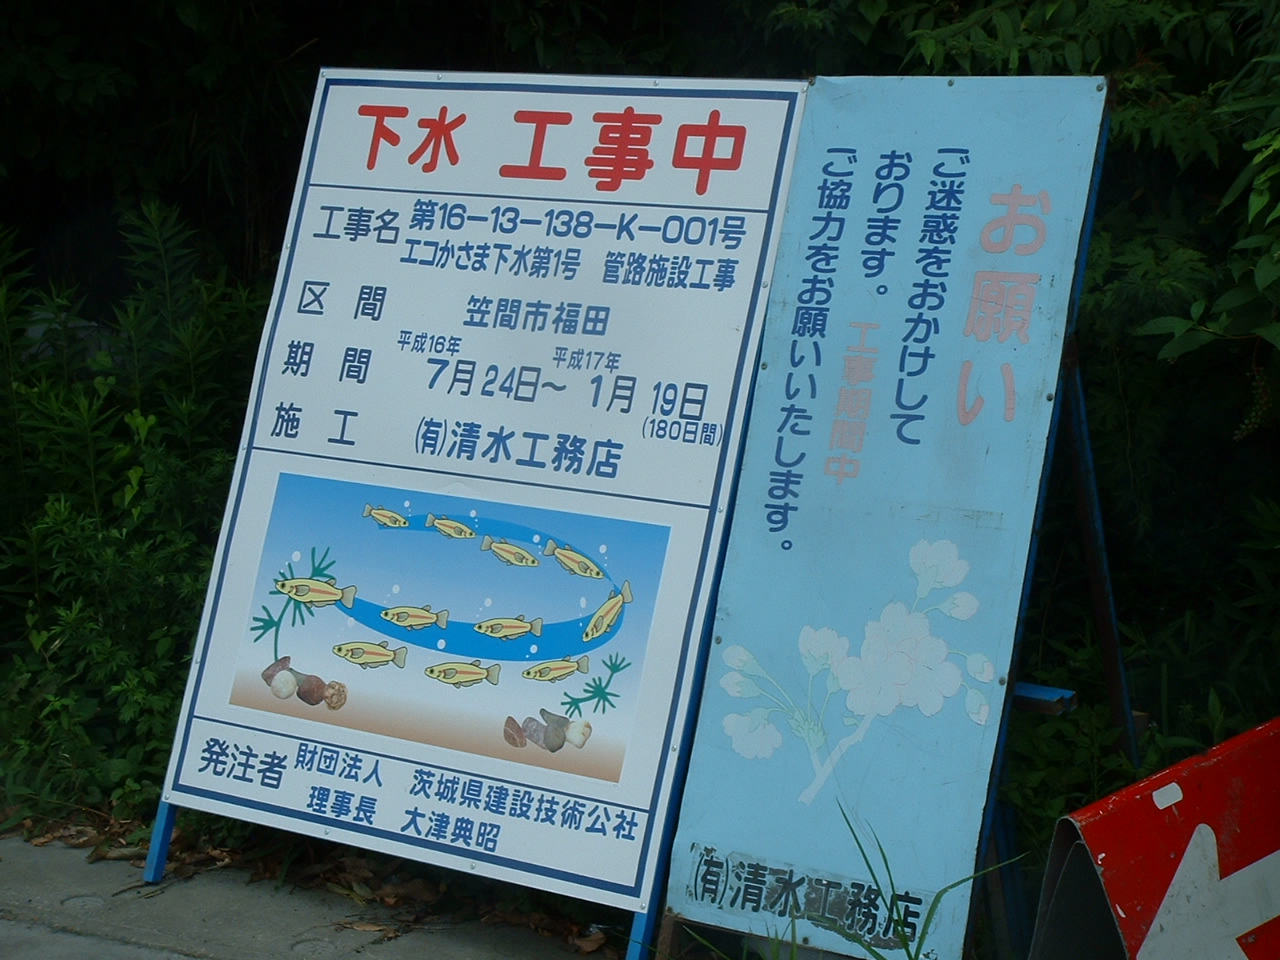 下水 工事中
工事名 第16-13-138-K-001号
エコかさま下水第1号 管路施設工事
区間 笠間市福田
期間 平成16年 7月24日～ 平成17年 1月19日
(180日間)
施工 (有)清水工務店
発注者 財団法人 茨城県建設技術公社
理事長 大津典昭
お願い
ご迷惑をおかけして
おります。 工事期間中
ご協力をお願いいたします。
(有)清水工務店